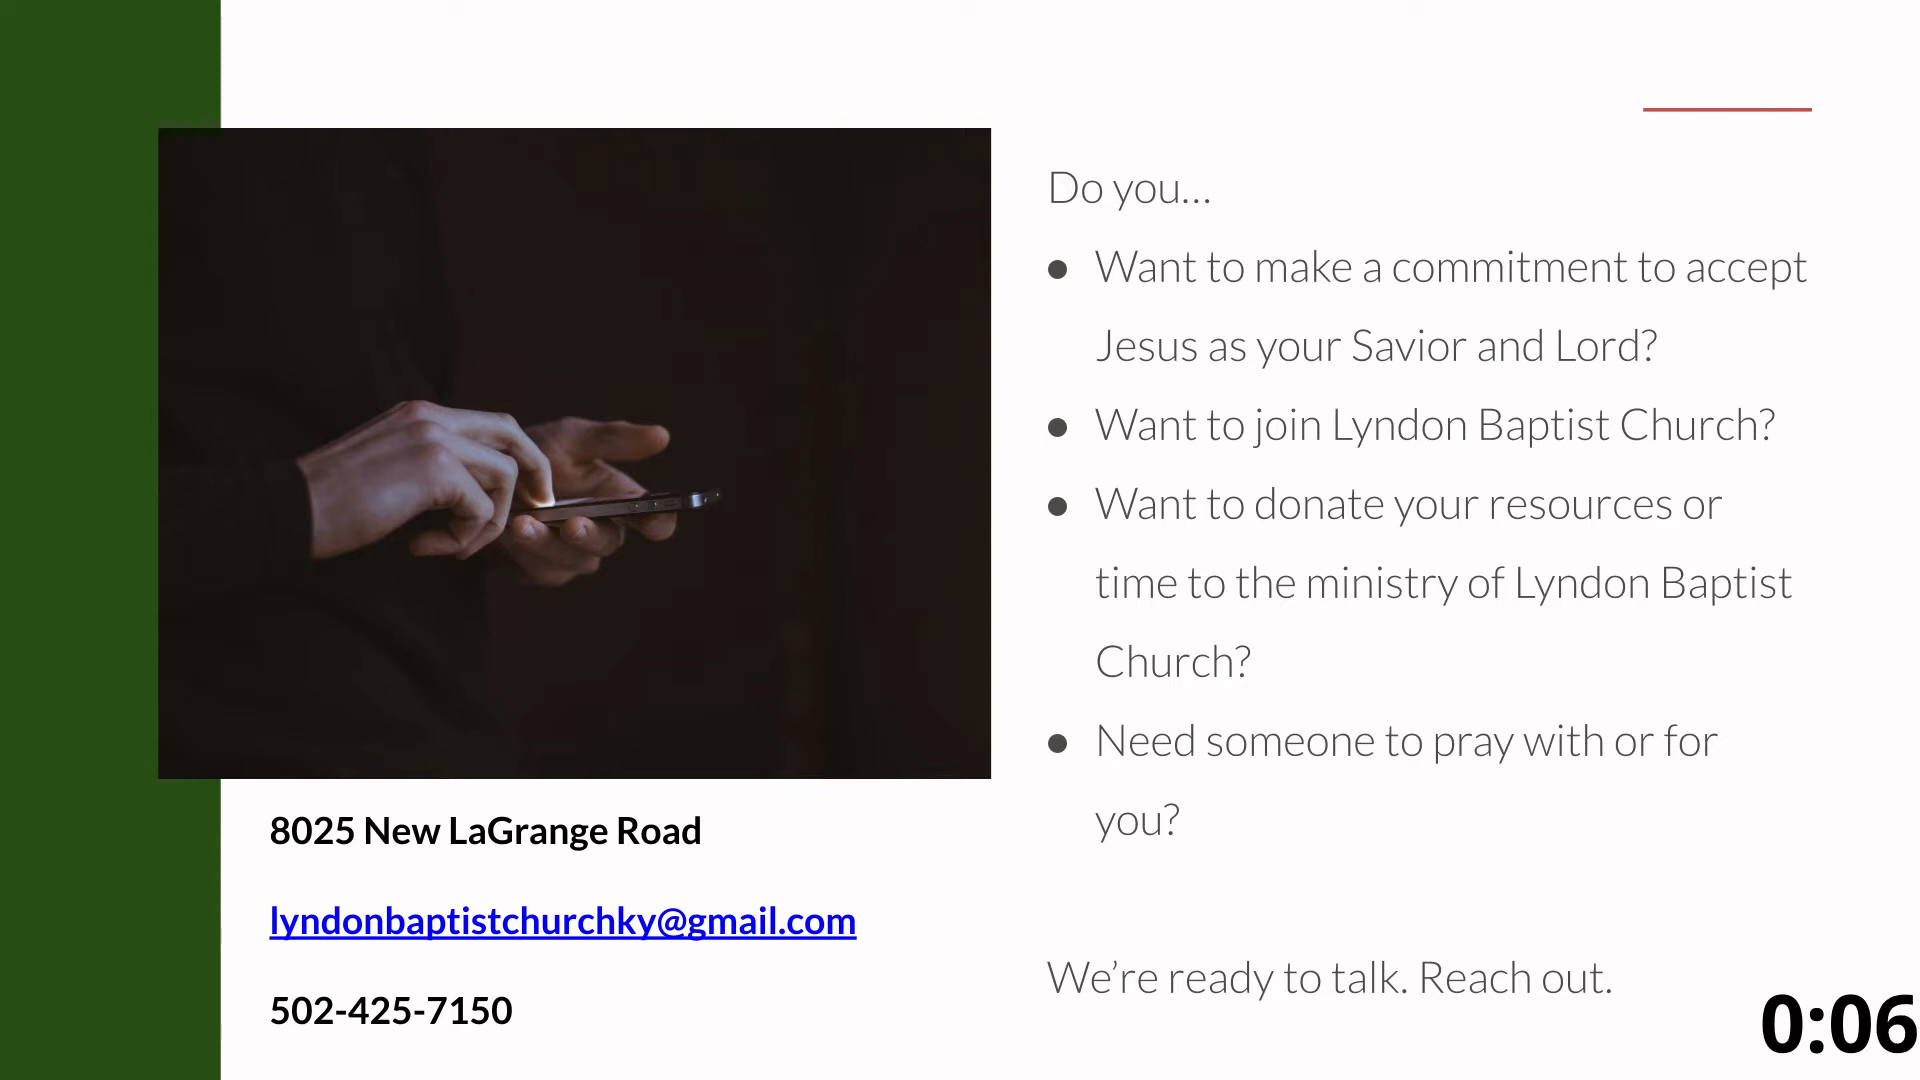 Do you...
● Want to make a commitment to accept
Jesus as your Savior and Lord?
● Want to join Lyndon Baptist Church?
● Want to donate your resources or
time to the ministry of Lyndon Baptist
Church?
● Need someone to pray with or for
you?
We’re ready to talk. Reach out.
8025 New LaGrange Road
lyndonbaptistchurchky@gmail.com
502-425-7150
0:06